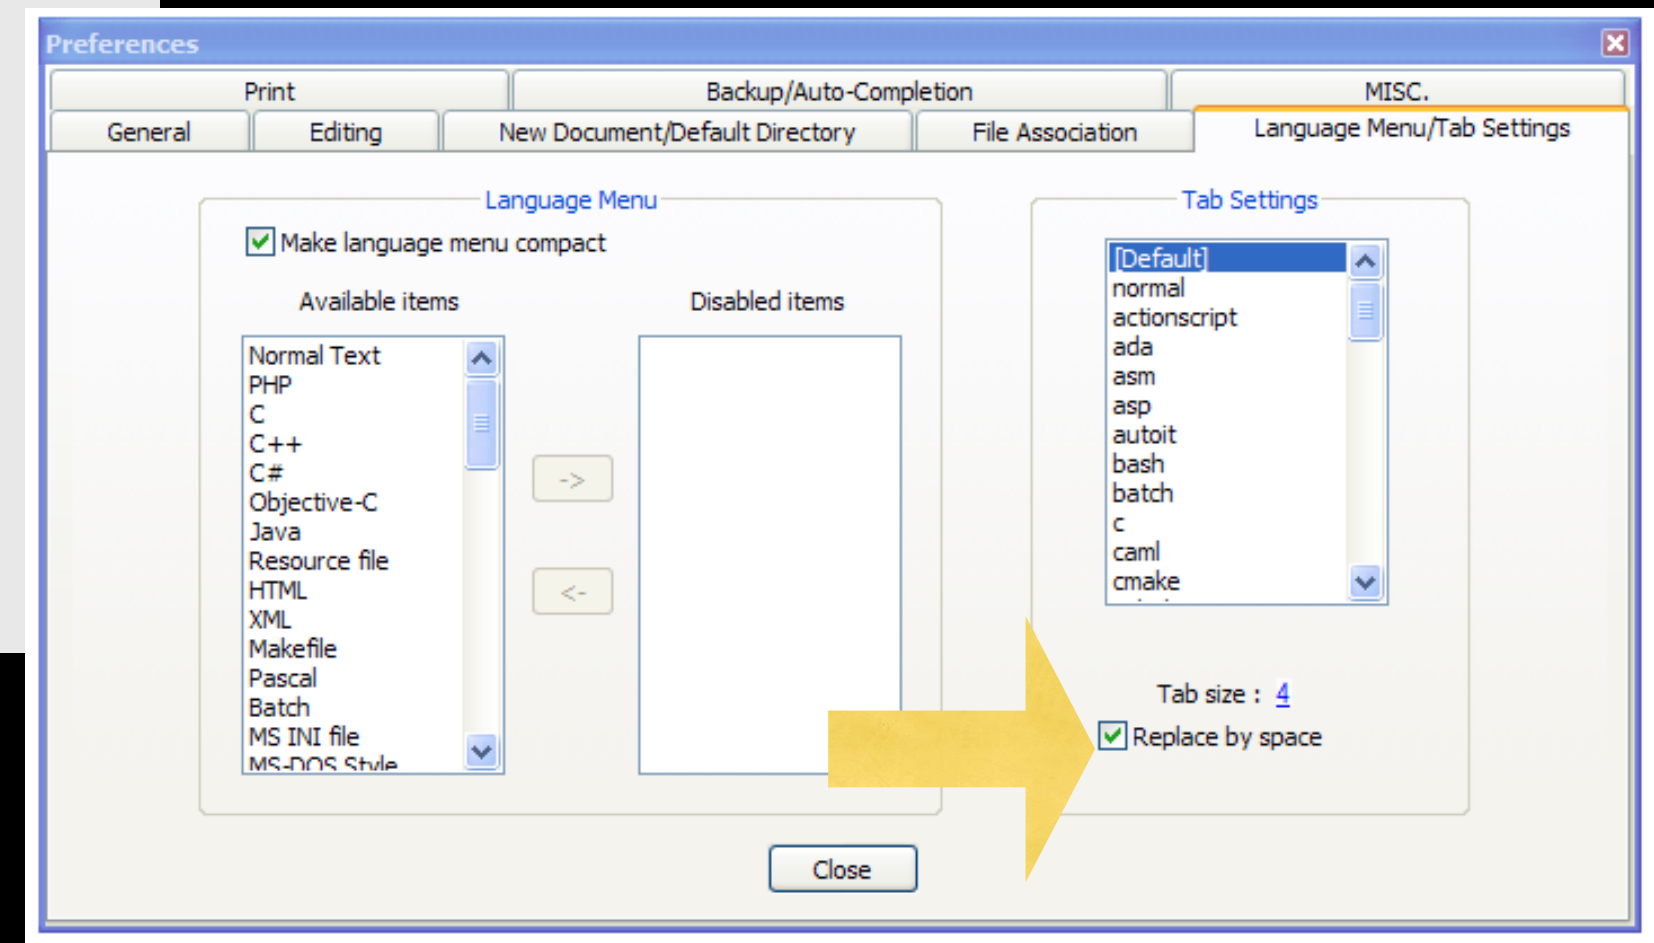 Preferences
Print
Backup/Auto-Completion
MISC.
General
Editing
New Document/Default Directory
File Association
Language Menu/Tab Settings
Language Menu
Make language menu compact
Available items
Disabled items
Normal Text
PHP
C
C++
C#
Objective-C
Java
Resource file
HTML
XML
Makefile
Pascal
Batch
MS INI file
MS-DOS Style
->
<-
Tab Settings
[Default]
normal
actionscript
ada
asm
asp
autoit
bash
batch
c
caml
cmake
Tab size : 4
Replace by space
Close